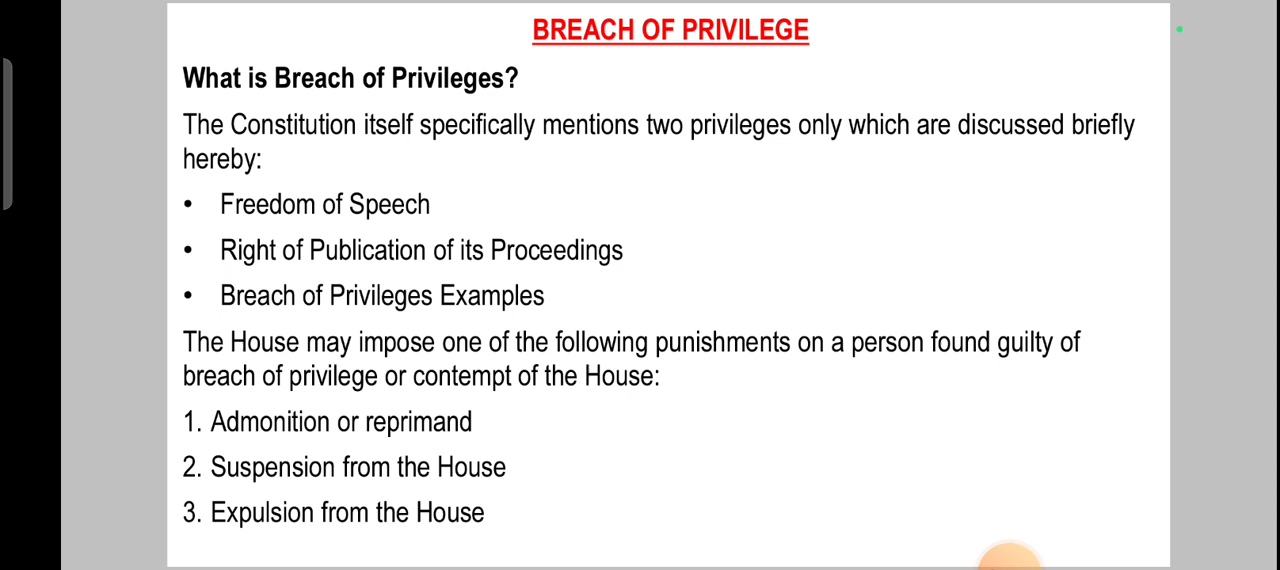 BREACH OF PRIVILEGE
What is Breach of Privileges?
The Constitution itself specifically mentions two privileges only which are discussed briefly
hereby:
• Freedom of Speech
• Right of Publication of its Proceedings
• Breach of Privileges Examples
The House may impose one of the following punishments on a person found guilty of
breach of privilege or contempt of the House:
1. Admonition or reprimand
2. Suspension from the House
3. Expulsion from the House